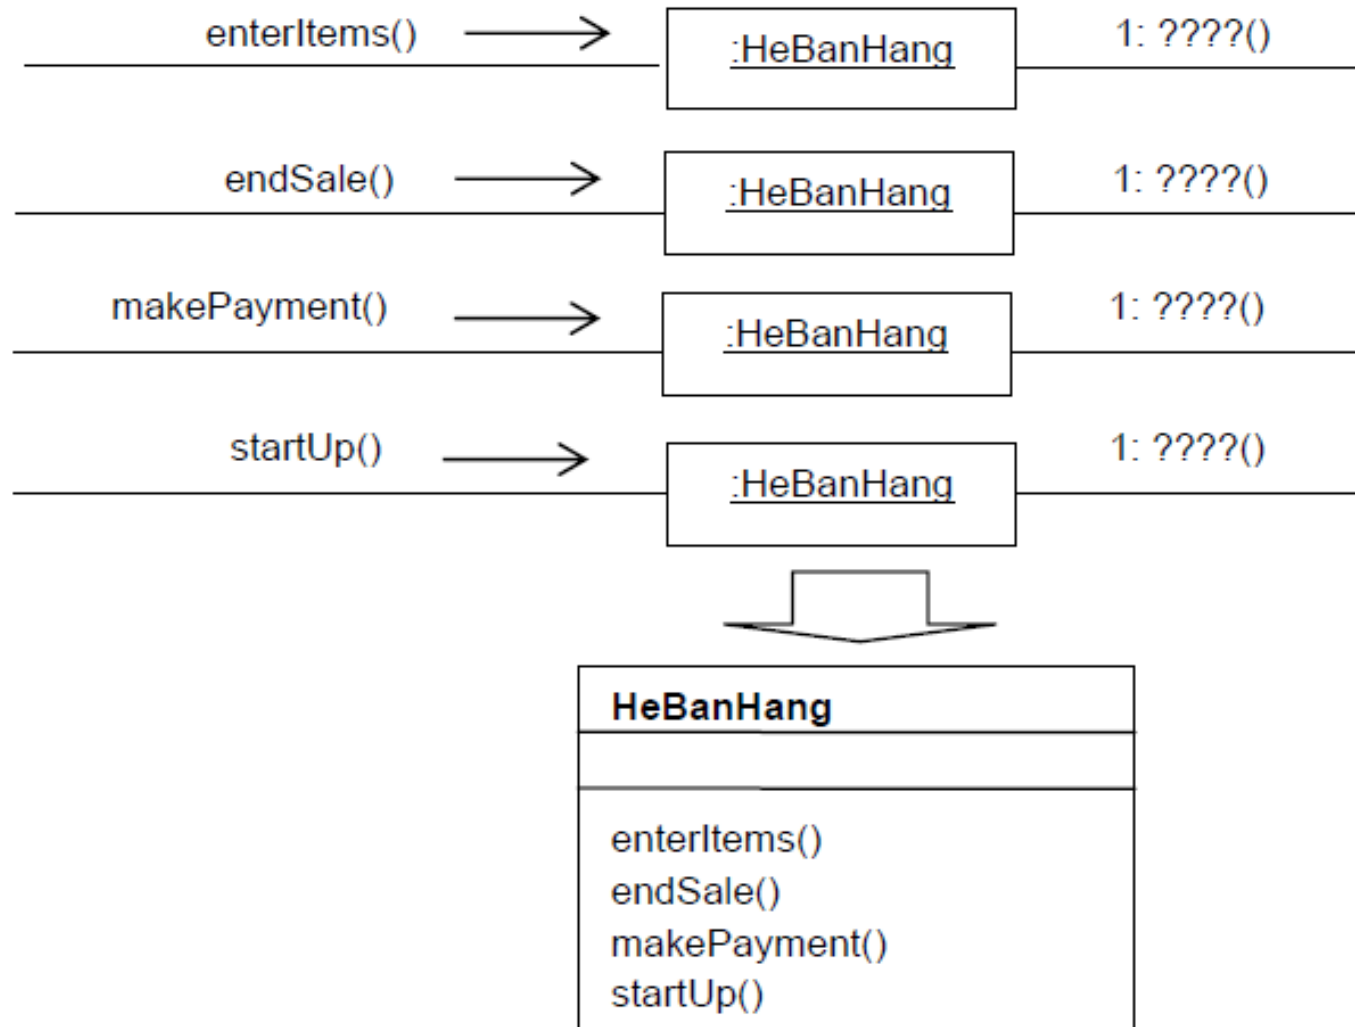 enterItems() :HeBanHang 1: ????()
endSale() :HeBanHang 1: ????()
makePayment() :HeBanHang 1: ????()
startUp() :HeBanHang 1: ????()
HeBanHang
enterItems()
endSale()
makePayment()
startUp()